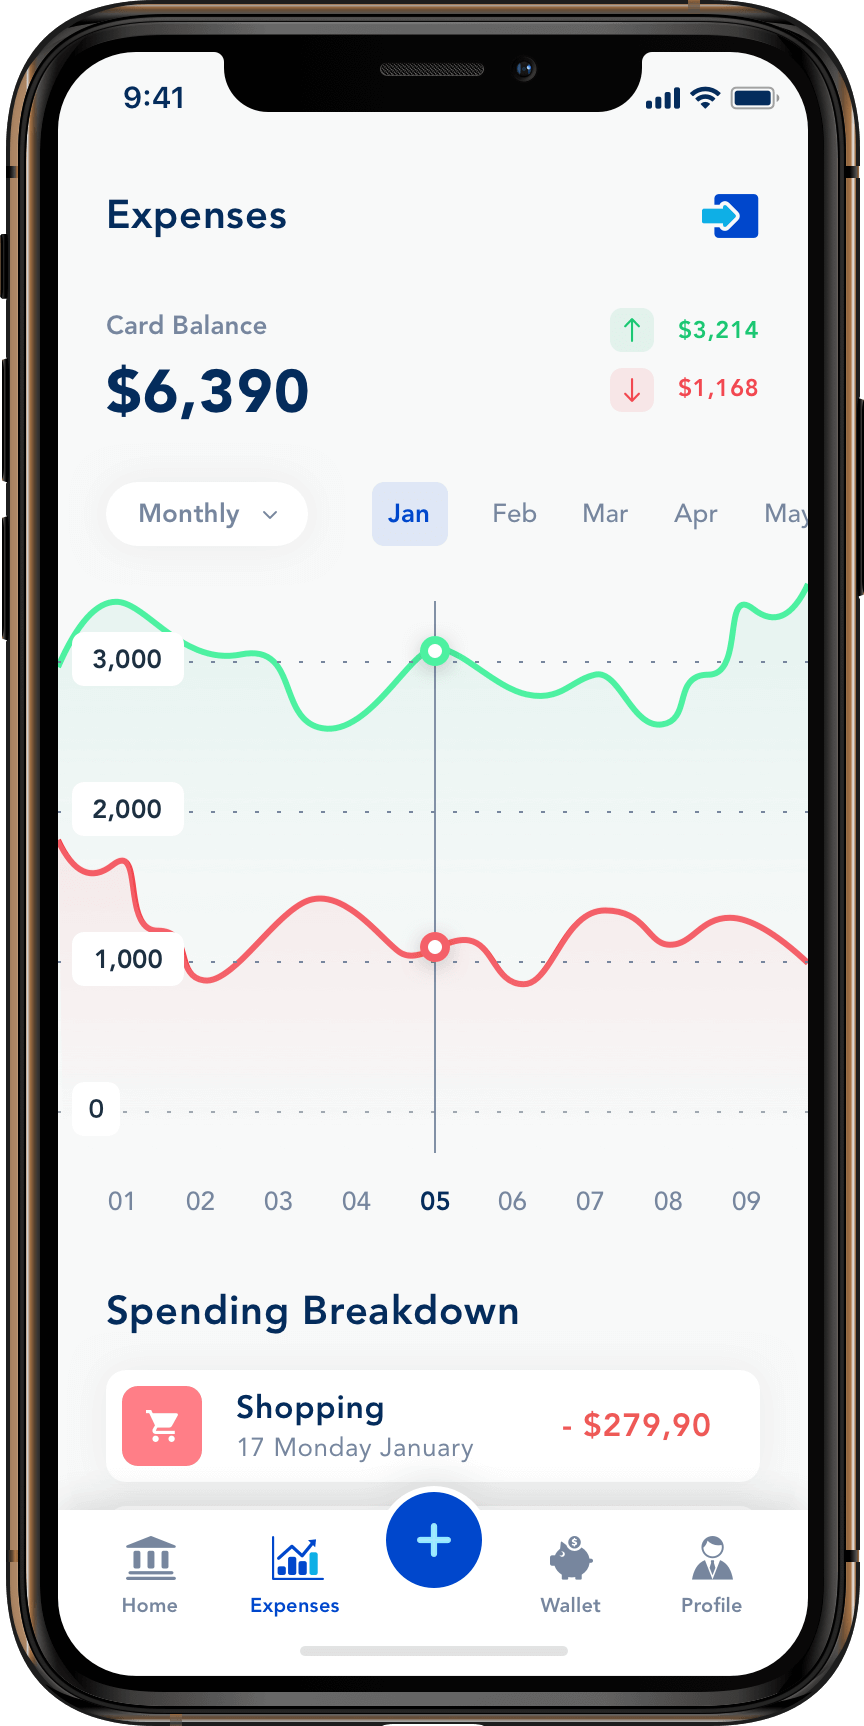 9:41
Expenses
Card Balance
$6,390
$3,214
$1,168
Monthly
Jan Feb Mar Apr May
3,000
2,000
1,000
0
01 02 03 04 05 06 07 08 09
Spending Breakdown
Shopping
17 Monday January
- $279,90
Home Expenses Wallet Profile